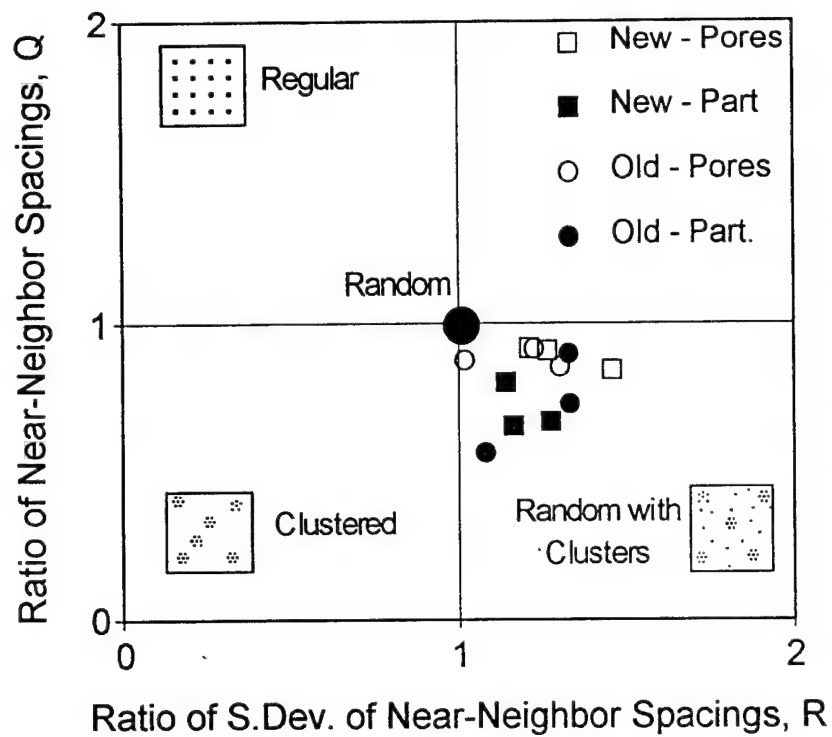 Ratio of Near-Neighbor Spacings, Q
2
1
0
Regular
New - Pores
New - Part
Old - Pores
Old - Part.
Random
Clustered
Random with
Clusters
0
1
2
Ratio of S.Dev. of Near-Neighbor Spacings, R